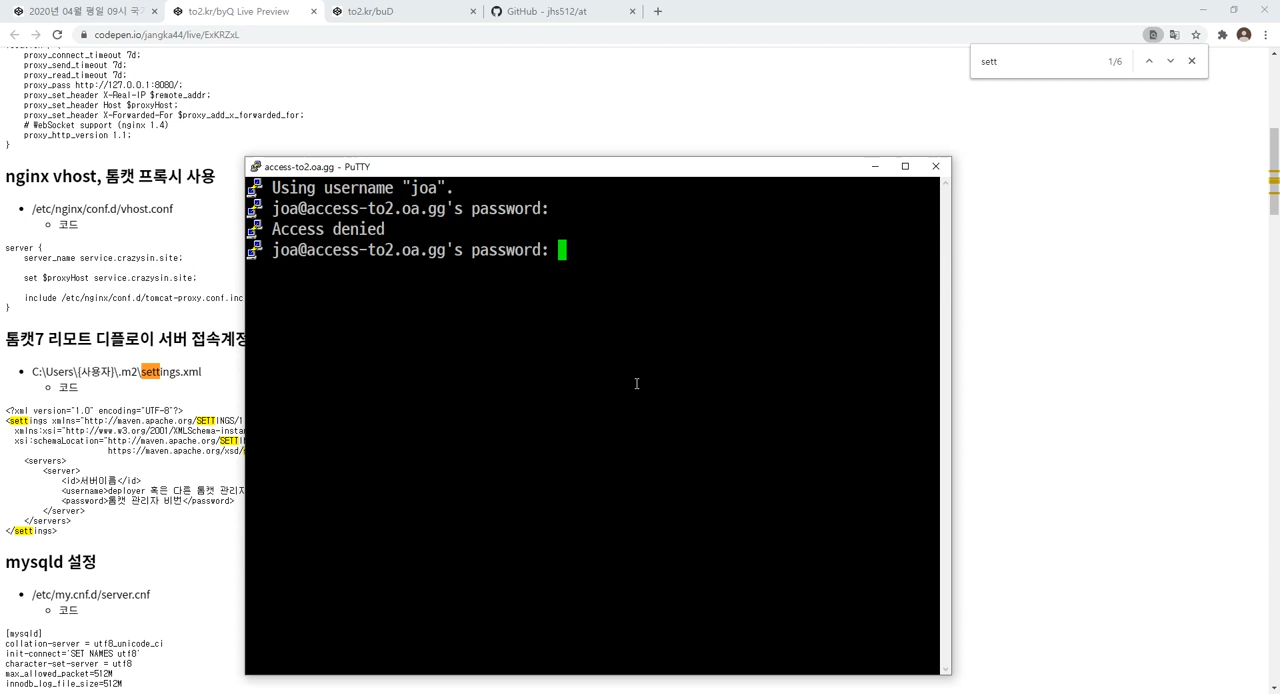 2020년 04월 평일 09시 국
to2.kr/byQ Live Preview
to2.kr/buD
GitHub - jhs512/at
codepen.io/jangka44/live/ExKRZxL
sett
1/6
proxy_connect_timeout 7d;
proxy_send_timeout 7d;
proxy_read_timeout 7d;
proxy_pass http://127.0.0.1:8080/;
proxy_set_header X-Real-IP $remote_addr;
proxy_set_header Host $proxyHost;
proxy_set_header X-Forwarded-For $proxy_add_x_forwarded_for;
# WebSocket support (nginx 1.4)
proxy_http_version 1.1;
}
nginx vhost, 톰캣 프록시 사용
/etc/nginx/conf.d/vhost.conf
코드
server {
server_name service.crazysin.site;
set $proxyHost service.crazysin.site;
include /etc/nginx/conf.d/tomcat-proxy.conf.inc
}
톰캣7 리모트 디플로이 서버 접속계정
C:\Users\{사용자}\.m2\settings.xml
코드
<?xml version="1.0" encoding="UTF-8"?>
<settings xmlns="http://maven.apache.org/SETTINGS/1
xmlns:xsi="http://www.w3.org/2001/XMLSchema-instan
xsi:schemaLocation="http://maven.apache.org/SETTIN
https://maven.apache.org/xsd/s
<servers>
<server>
<id>서버이름</id>
<username>deployer 혹은 다른 톰캣 관리자
<password>톰캣 관리자 비번</password>
</server>
</servers>
</settings>
mysqld 설정
/etc/my.cnf.d/server.cnf
코드
[mysqld]
collation-server = utf8_unicode_ci
init-connect='SET NAMES utf8'
character-set-server = utf8
max_allowed_packet=512M
innodb_log_file_size=512M
access-to2.oa.gg - PuTTY
Using username "joa".
joa@access-to2.oa.gg's password:
Access denied
joa@access-to2.oa.gg's password: